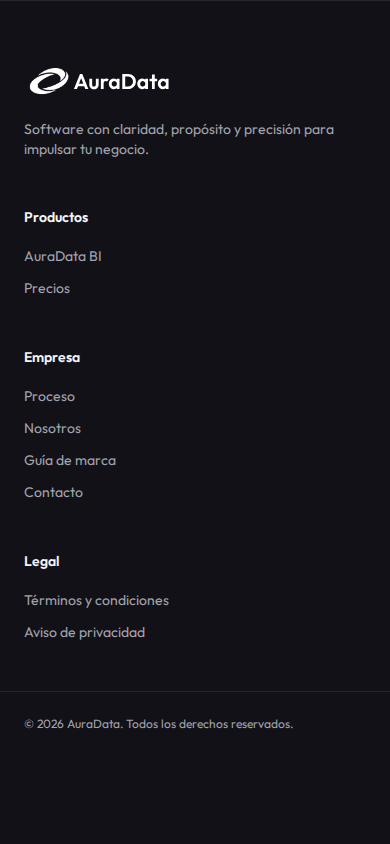 AuraData
Software con claridad, propósito y precisión para
impulsar tu negocio.
Productos
AuraData BI
Precios
Empresa
Proceso
Nosotros
Guía de marca
Contacto
Legal
Términos y condiciones
Aviso de privacidad
© 2026 AuraData. Todos los derechos reservados.